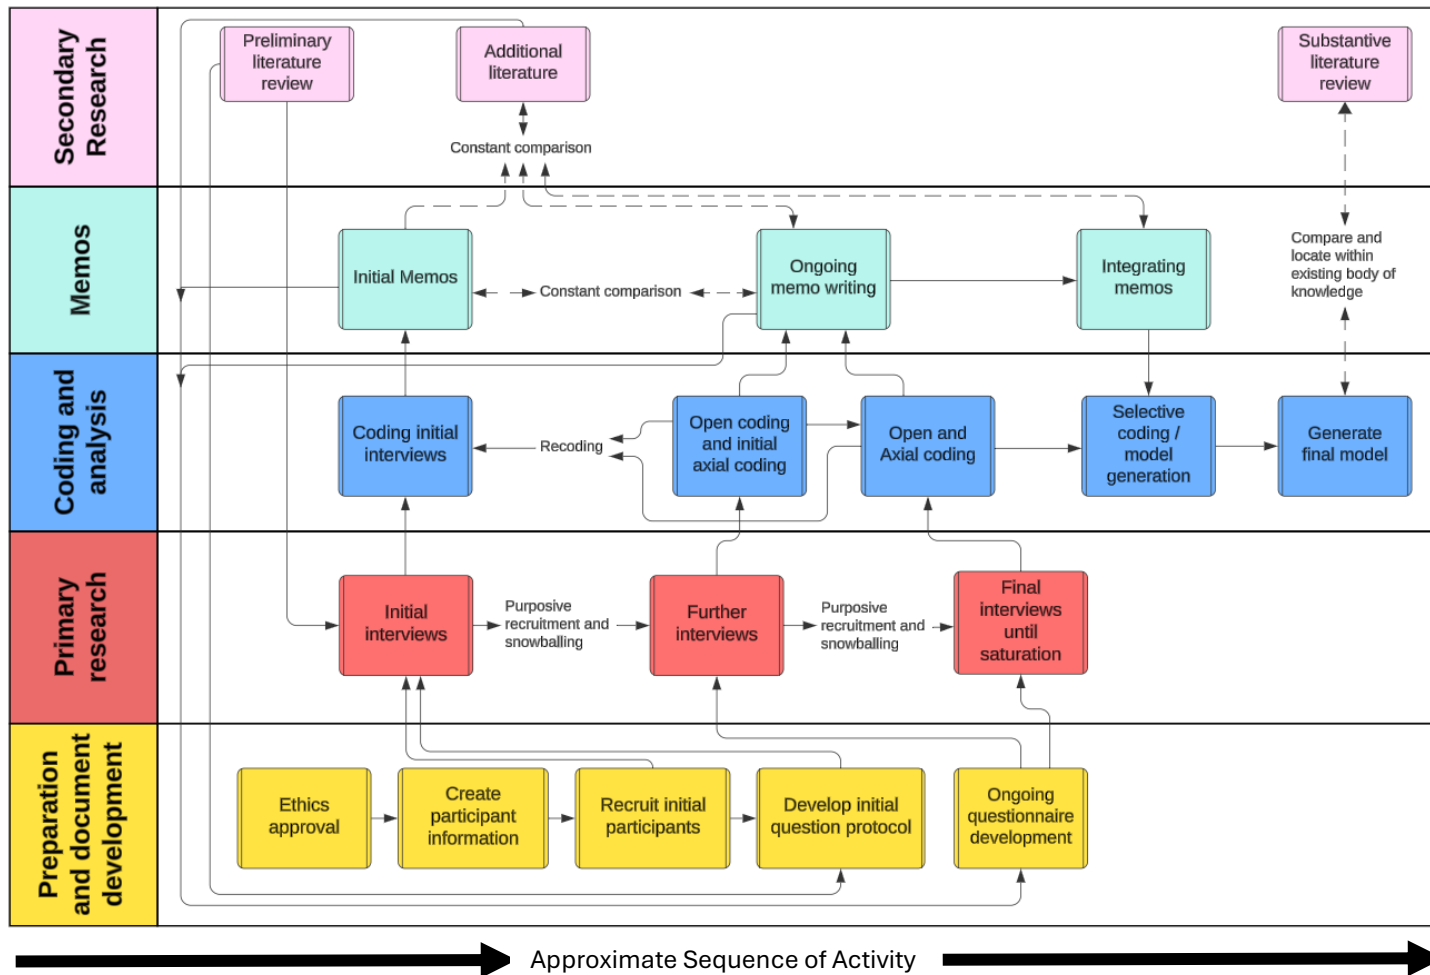 Secondary
Research
Preliminary
literature
review
Additional
literature
Substantive
literature
review
Constant comparison
Memos
Initial Memos
Constant comparison
Ongoing
memo writing
Integrating
memos
Compare and
locate within
existing body of
knowledge
Coding and
analysis
Coding initial
interviews
Recoding
Open coding
and initial
axial coding
Open and
Axial coding
Selective
coding /
model
generation
Generate
final model
Primary
research
Initial
interviews
Purposive
recruitment and
snowballing
Further
interviews
Purposive
recruitment and
snowballing
Final
interviews
until
saturation
Preparation
and document
development
Ethics
approval
Create
participant
information
Recruit initial
participants
Develop initial
question protocol
Ongoing
questionnaire
development
Approximate Sequence of Activity